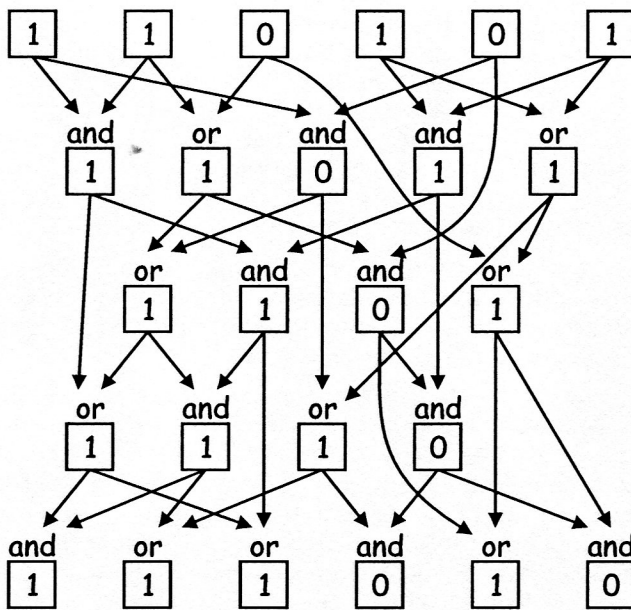 1 1 0 1 0 1
and or and and or
1 1 0 1 1
or and and or
1 1 0 1
or and or and
1 1 1 0
and or or and or and
1 1 1 0 1 0